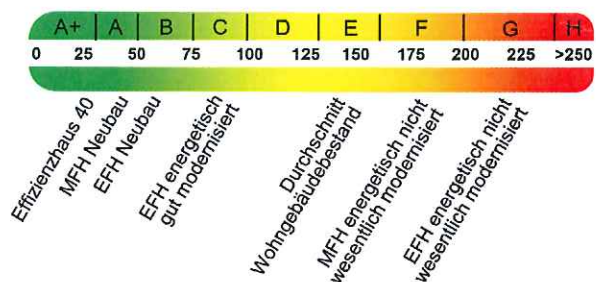 A+ A B C D E F G H
0 25 50 75 100 125 150 175 200 225 >250
Effizienzhaus 40
MFH Neubau
EFH Neubau
EFH energetisch
gut modernisiert
Durchschnitt
Wohngebäudebestand
MFH energetisch nicht
wesentlich modernisiert
EFH energetisch nicht
wesentlich modernisiert